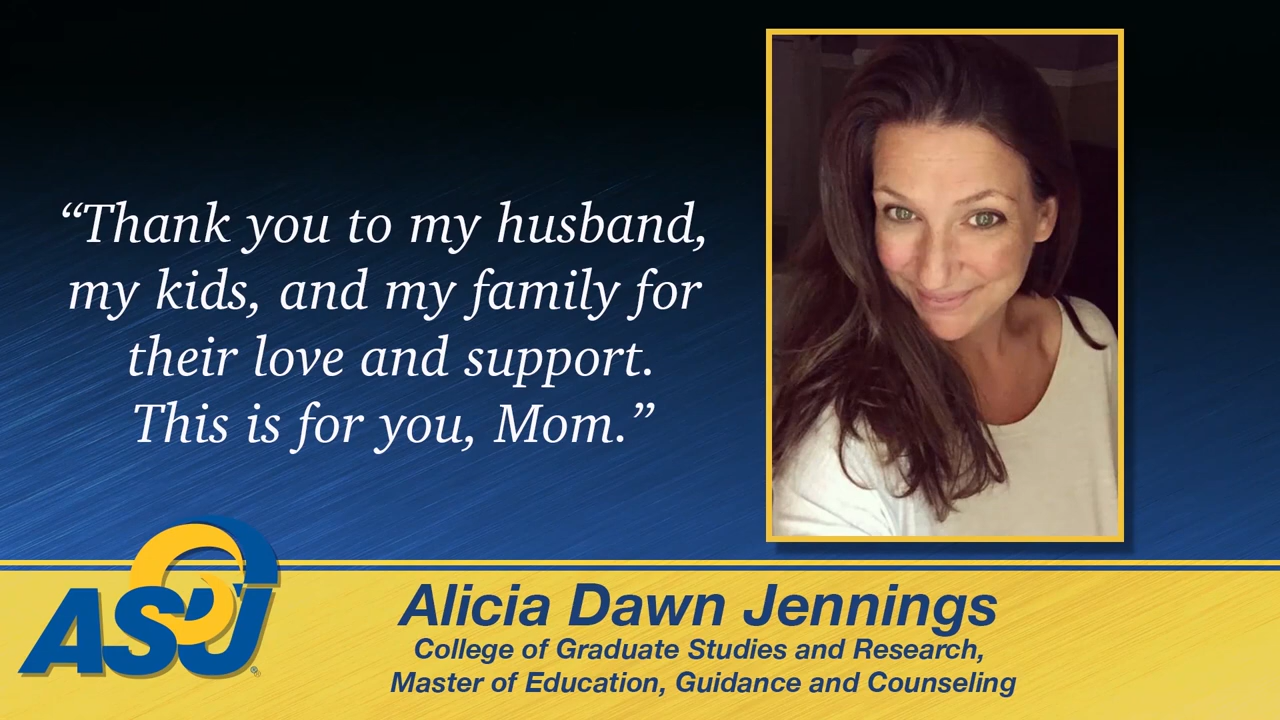 “Thank you to my husband,
my kids, and my family for
their love and support.
This is for you, Mom.”
ASU
®
Alicia Dawn Jennings
College of Graduate Studies and Research,
Master of Education, Guidance and Counseling